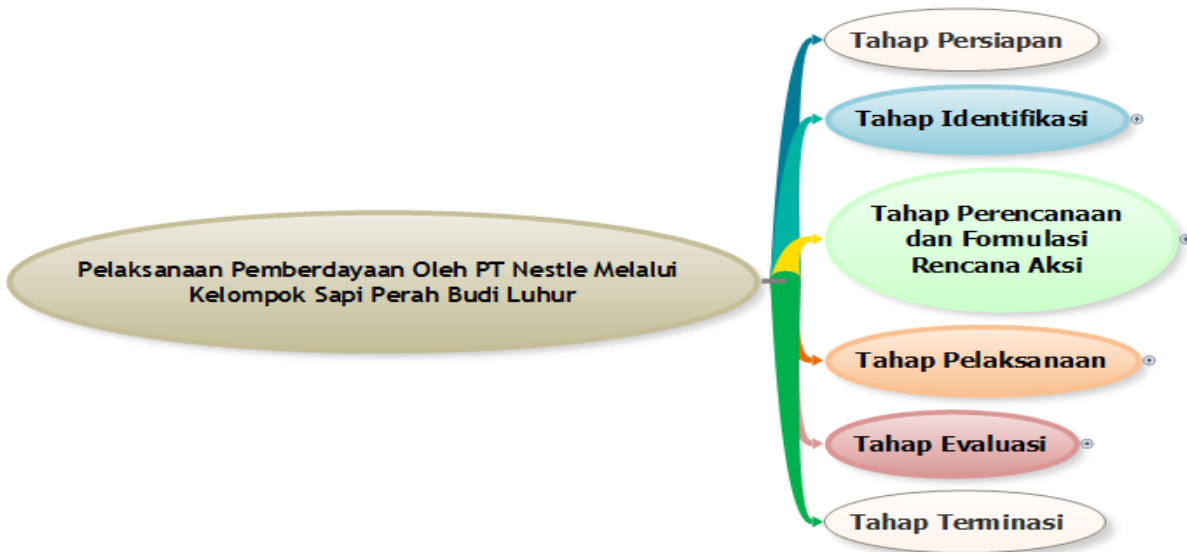 Tahap Persiapan
Tahap Identifikasi
Tahap Perencanaan
dan Formulasi
Rencana Aksi
Pelaksanaan Pemberdayaan Oleh PT Nestle Melalui
Kelompok Sapi Perah Budi Luhur
Tahap Pelaksanaan
Tahap Evaluasi
Tahap Terminasi